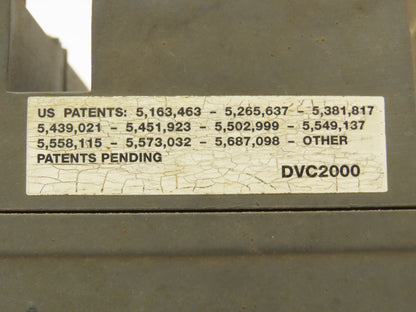 US PATENTS: 5,163,463 - 5,265,637 - 5,381,817
5,439,021 - 5,451,923 - 5,502,999 - 5,549,137
5,558,115 - 5,573,032 - 5,687,098 - OTHER
PATENTS PENDING
DVC2000